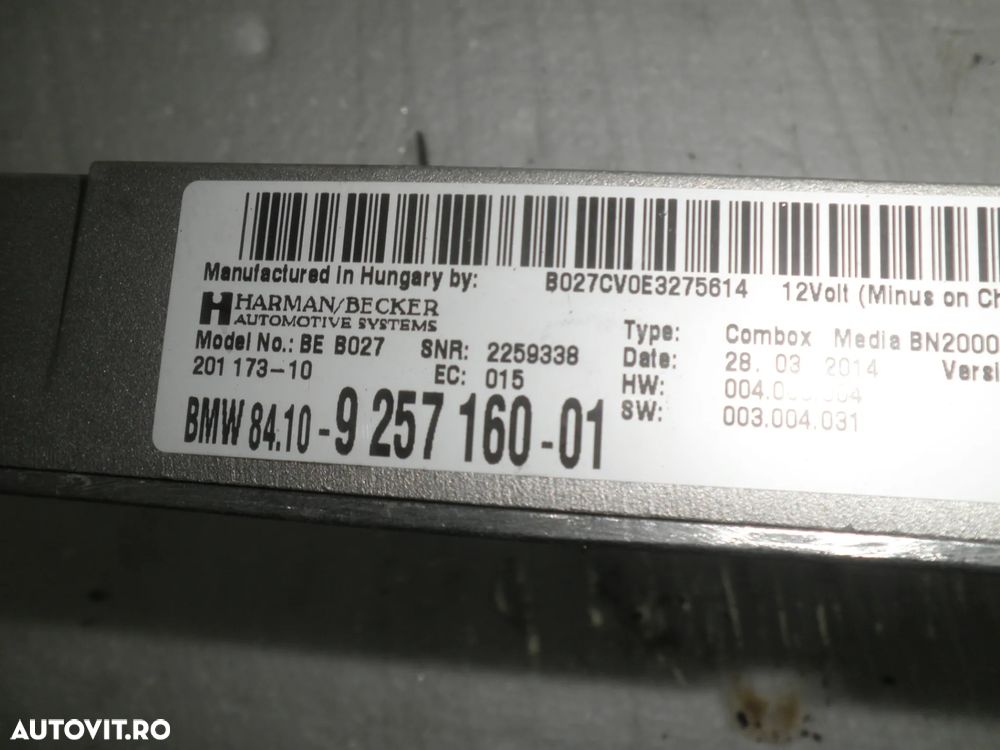 Manufactured in Hungary by: B027CV0E3275614 12Volt (Minus on
HARMAN/BECKER
AUTOMOTIVE SYSTEMS
Model No.: BE B027 SNR: 2259338
201 173-10 EC: 015
Type: Combox Media BN2000
Date: 28. 03 2014
HW:
SW: 003.004.031
BMW 84.10-9 257 160-01
AUTOVIT.RO